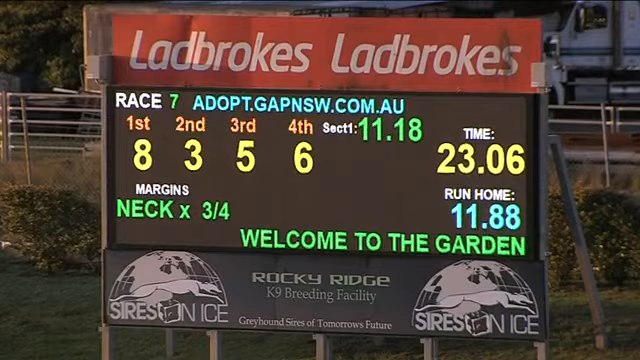 Ladbrokes Ladbrokes
RACE 7 ADOPT.GAPNSW.COM.AU
1st 2nd 3rd 4th Sect1: 11.18 TIME:
8 3 5 6 23.06
MARGINS RUN HOME:
NECK x 3/4 11.88
WELCOME TO THE GARDEN
ROCKY RIDGE
K9 Breeding Facility
SIRES ON ICE SIRES ON ICE
Greyhound Sires of Tomorrows Future